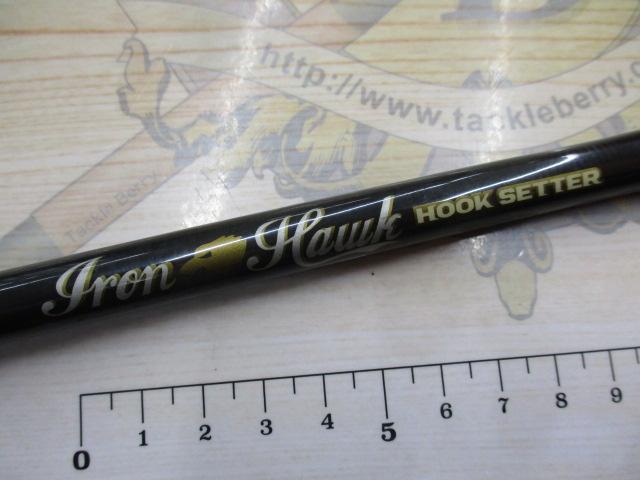 http://www.tackleberry.c
Tackle Berry
Iron Hawk HOOK SETTER
0 1 2 3 4 5 6 7 8 9